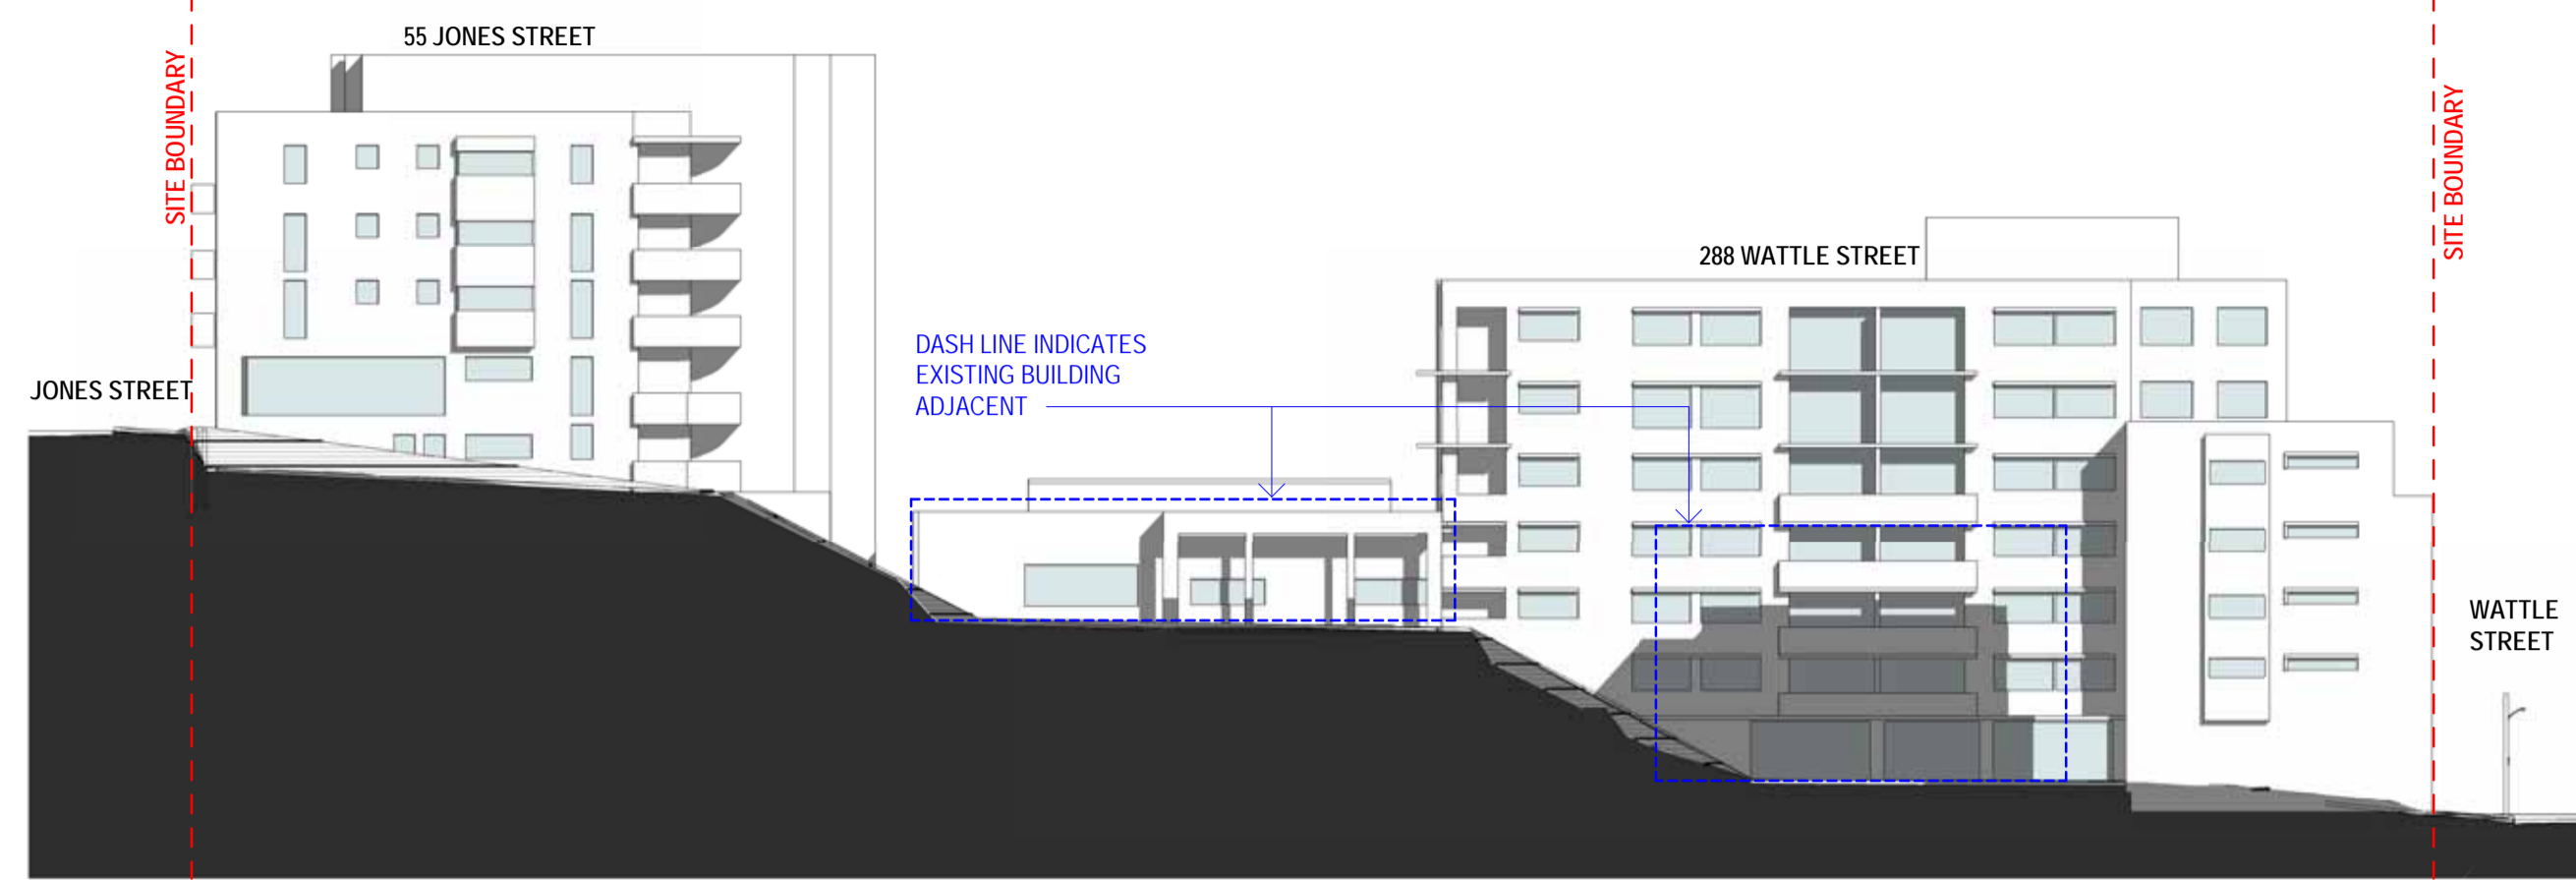 55 JONES STREET
SITE BOUNDARY
SITE BOUNDARY
288 WATTLE STREET
DASH LINE INDICATES
EXISTING BUILDING
ADJACENT
JONES STREET
WATTLE
STREET